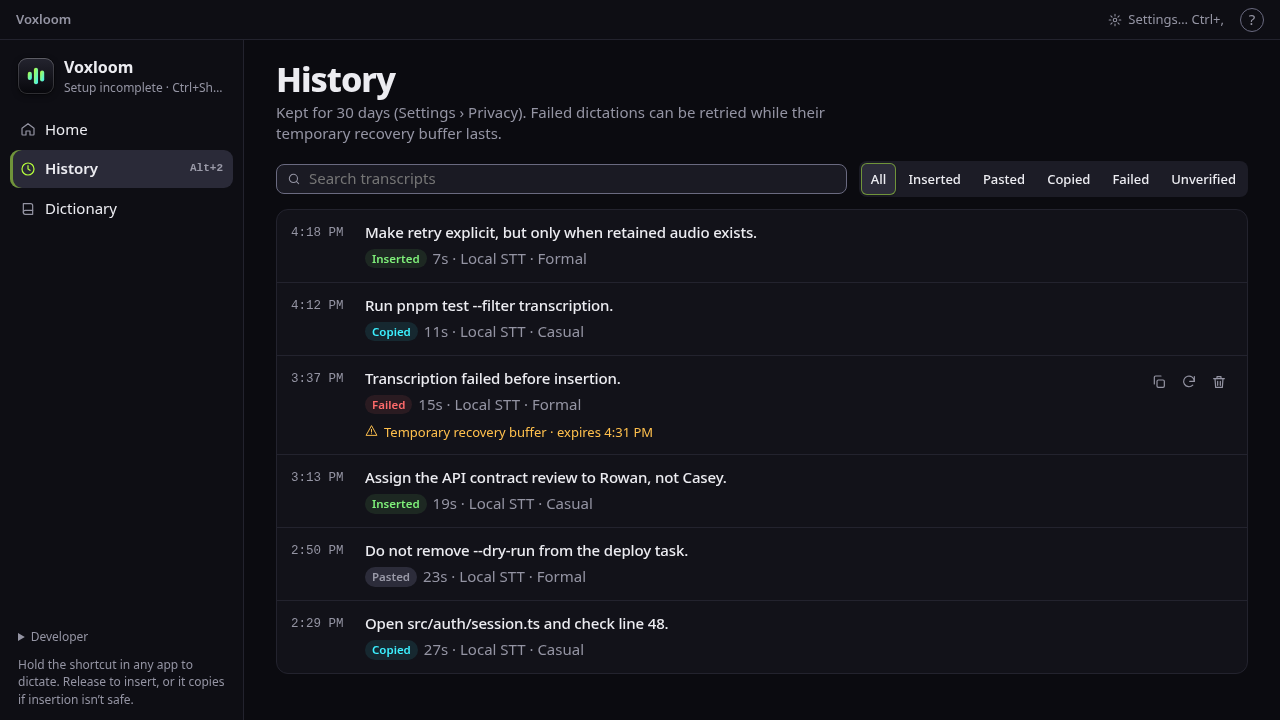 Voxloom
Settings... Ctrl+,
?
Voxloom
Setup incomplete · Ctrl+Sh...
Home
History Alt+2
Dictionary
Developer
Hold the shortcut in any app to
dictate. Release to insert, or it copies
if insertion isn't safe.
History
Kept for 30 days (Settings › Privacy). Failed dictations can be retried while their
temporary recovery buffer lasts.
Search transcripts
All Inserted Pasted Copied Failed Unverified
4:18 PM Make retry explicit, but only when retained audio exists.
Inserted 7s · Local STT · Formal
4:12 PM Run pnpm test --filter transcription.
Copied 11s · Local STT · Casual
3:37 PM Transcription failed before insertion.
Failed 15s · Local STT · Formal
Temporary recovery buffer · expires 4:31 PM
3:13 PM Assign the API contract review to Rowan, not Casey.
Inserted 19s · Local STT · Casual
2:50 PM Do not remove --dry-run from the deploy task.
Pasted 23s · Local STT · Formal
2:29 PM Open src/auth/session.ts and check line 48.
Copied 27s · Local STT · Casual